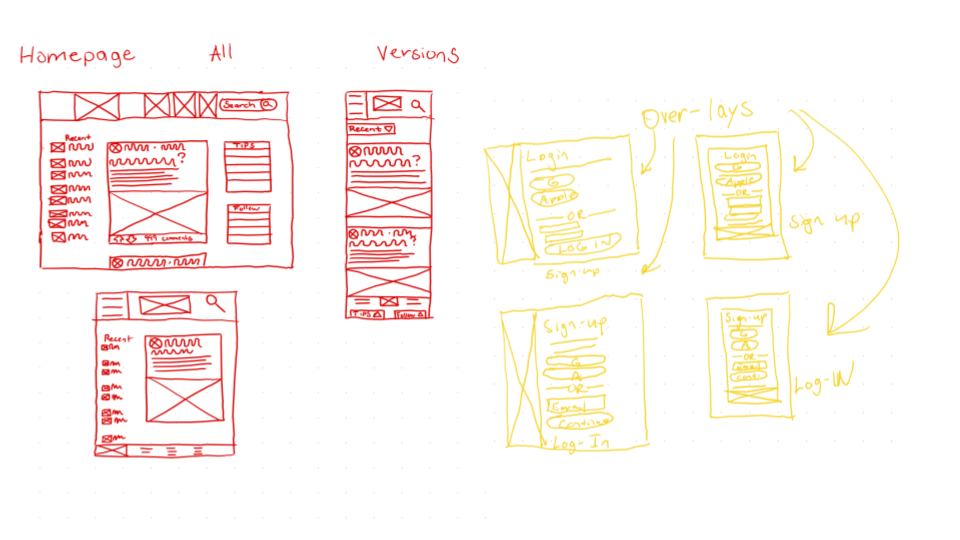 Homepage All Versions
Search
Recent
?
Tips
Follow
Recent
?
?
Tips
Follow
Recent
Over-lays
Login
G
Apple
OR
LOG IN
Sign-up
Login
G
Apple
OR
Sign up
Sign-up
G
A
OR
Email
Continue
Log-In
Sign-up
G
A
OR
Email
Log-IN